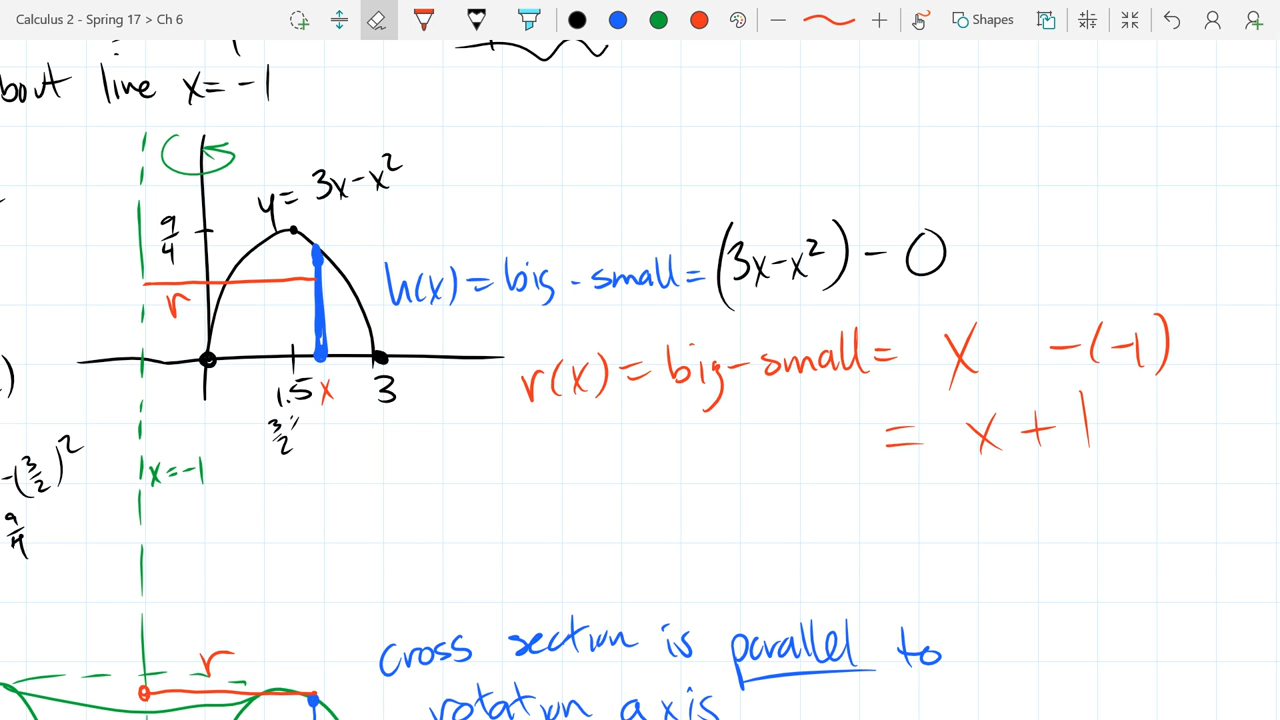 Calculus 2 - Spring 17 > Ch 6
Shapes
bout line x = -1
y = 3x - x²
9/4
r
h(x) = big - small = (3x - x²) - 0
r(x) = big - small = x - (-1)
= x + 1
1.5 x 3
3/2
-(3/2)²
x = -1
9/4
cross section is parallel to
r
rotation axis